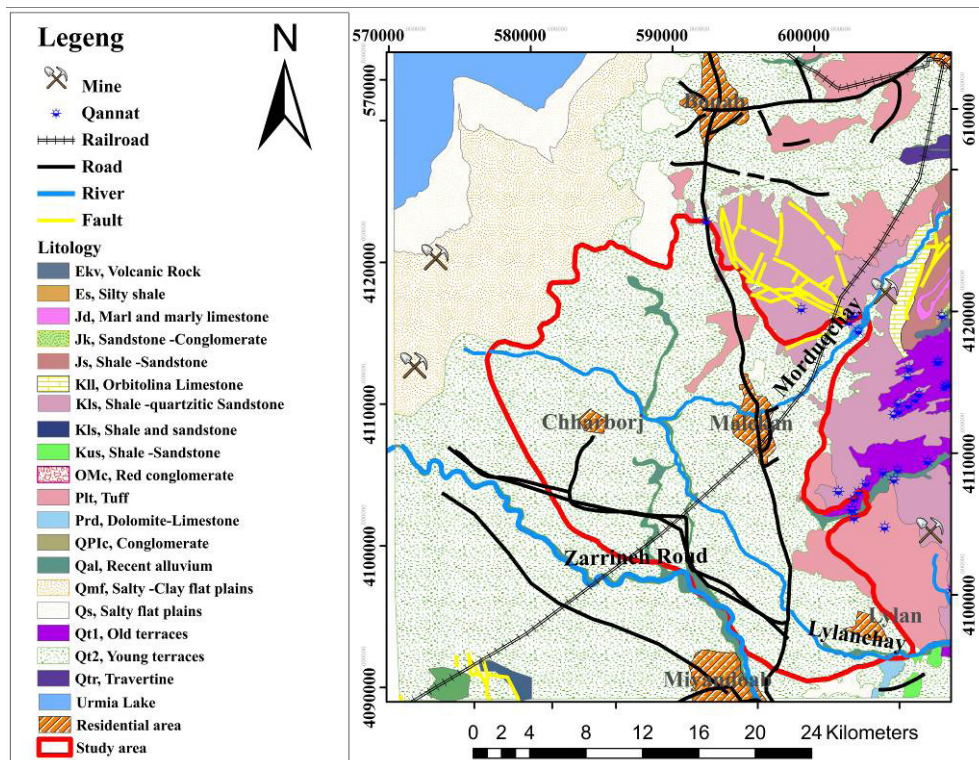 Legeng
N
Mine
Qannat
Railroad
Road
River
Fault
Litology
Ekv, Volcanic Rock
Es, Silty shale
Jd, Marl and marly limestone
Jk, Sandstone -Conglomerate
Js, Shale -Sandstone
Kll, Orbitolina Limestone
Kls, Shale -quartzitic Sandstone
Kls, Shale and sandstone
Kus, Shale -Sandstone
OMc, Red conglomerate
Plt, Tuff
Prd, Dolomite-Limestone
QPIc, Conglomerate
Qal, Recent alluvium
Qmf, Salty -Clay flat plains
Qs, Salty flat plains
Qt1, Old terraces
Qt2, Young terraces
Qtr, Travertine
Urmia Lake
Residential area
Study area
570000 580000 590000 600000
570000
4120000
4110000
4100000
4090000
610000
4120000
4110000
4100000
Morduqchay
Chharborj
Zarrineh Roud
Lylan
Lylanchay
Miyandoab
0 2 4 8 12 16 20 24 Kilometers